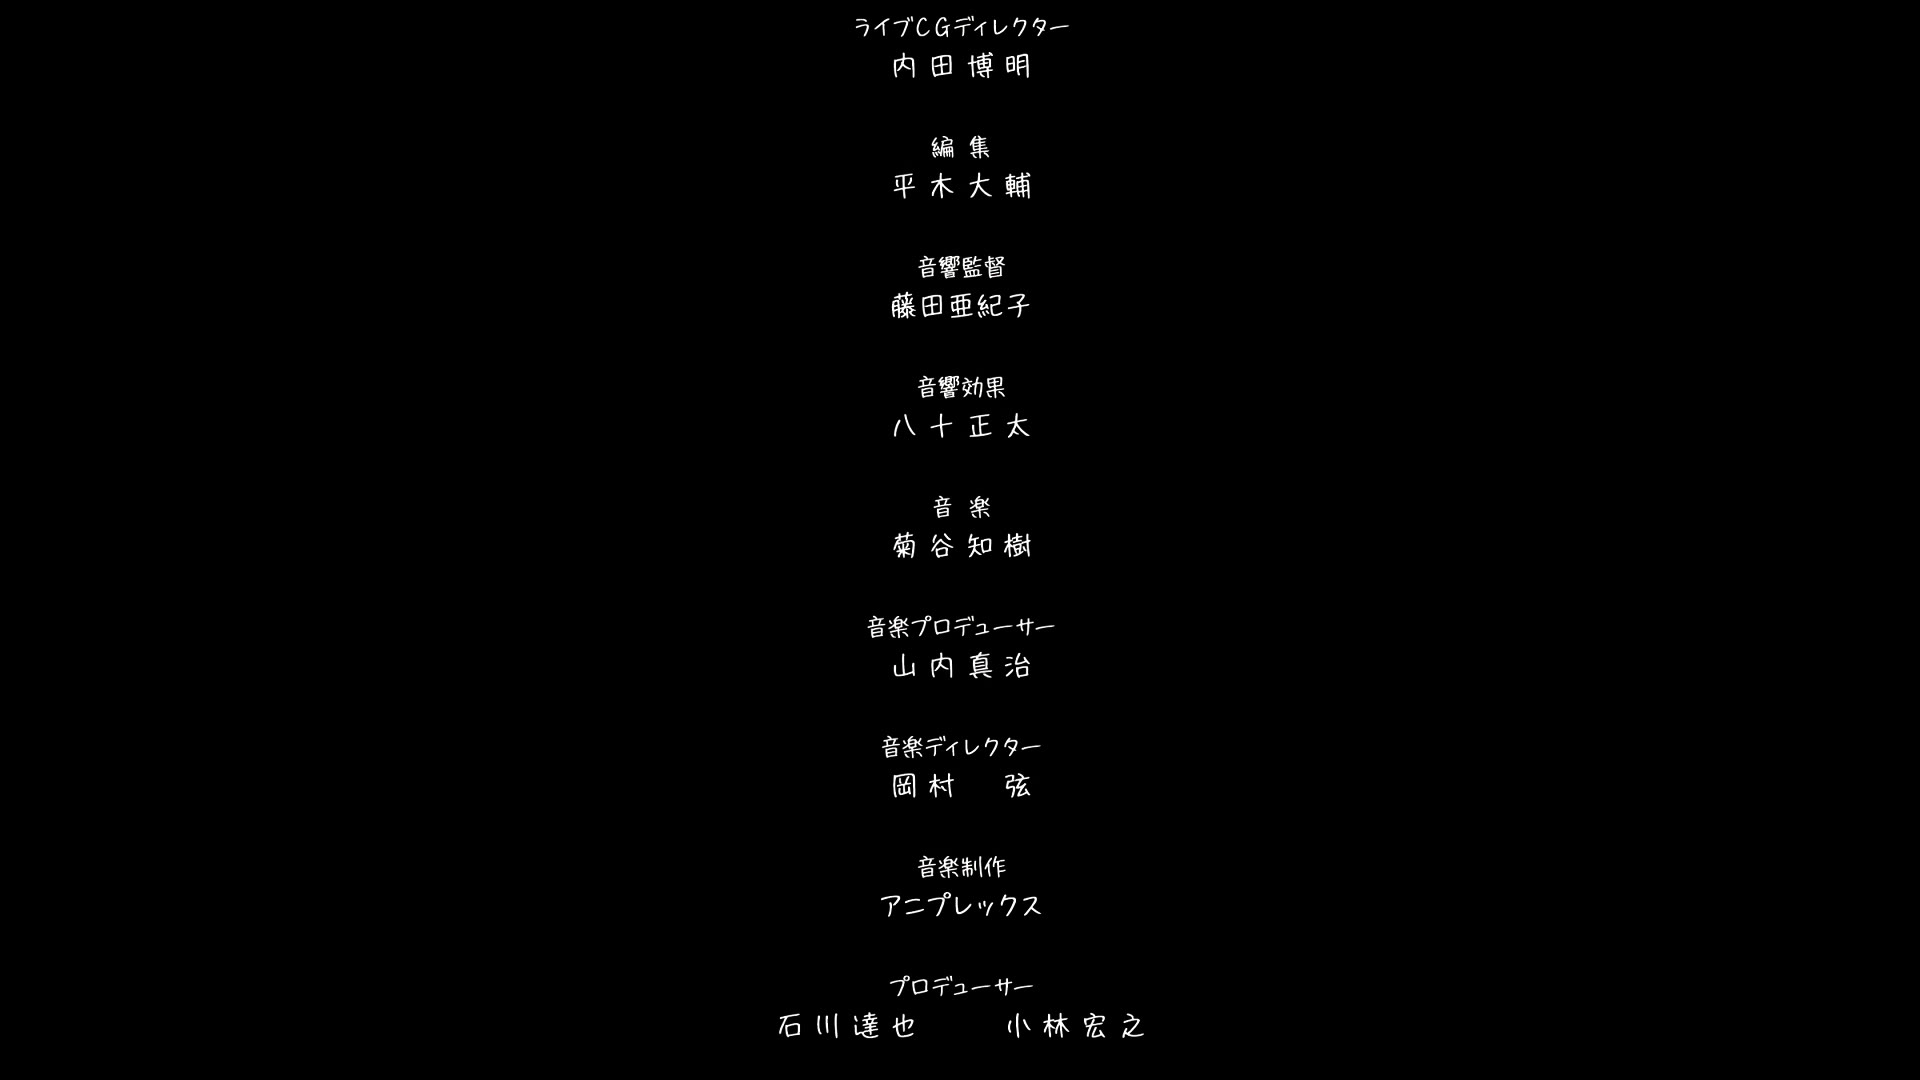 ライブCGディレクター
内田博明
編集
平木大輔
音響監督
藤田亜紀子
音響効果
八十正太
音楽
菊谷知樹
音楽プロデューサー
山内真治
音楽ディレクター
岡村 弦
音楽制作
アニプレックス
プロデューサー
石川達也 小林宏之